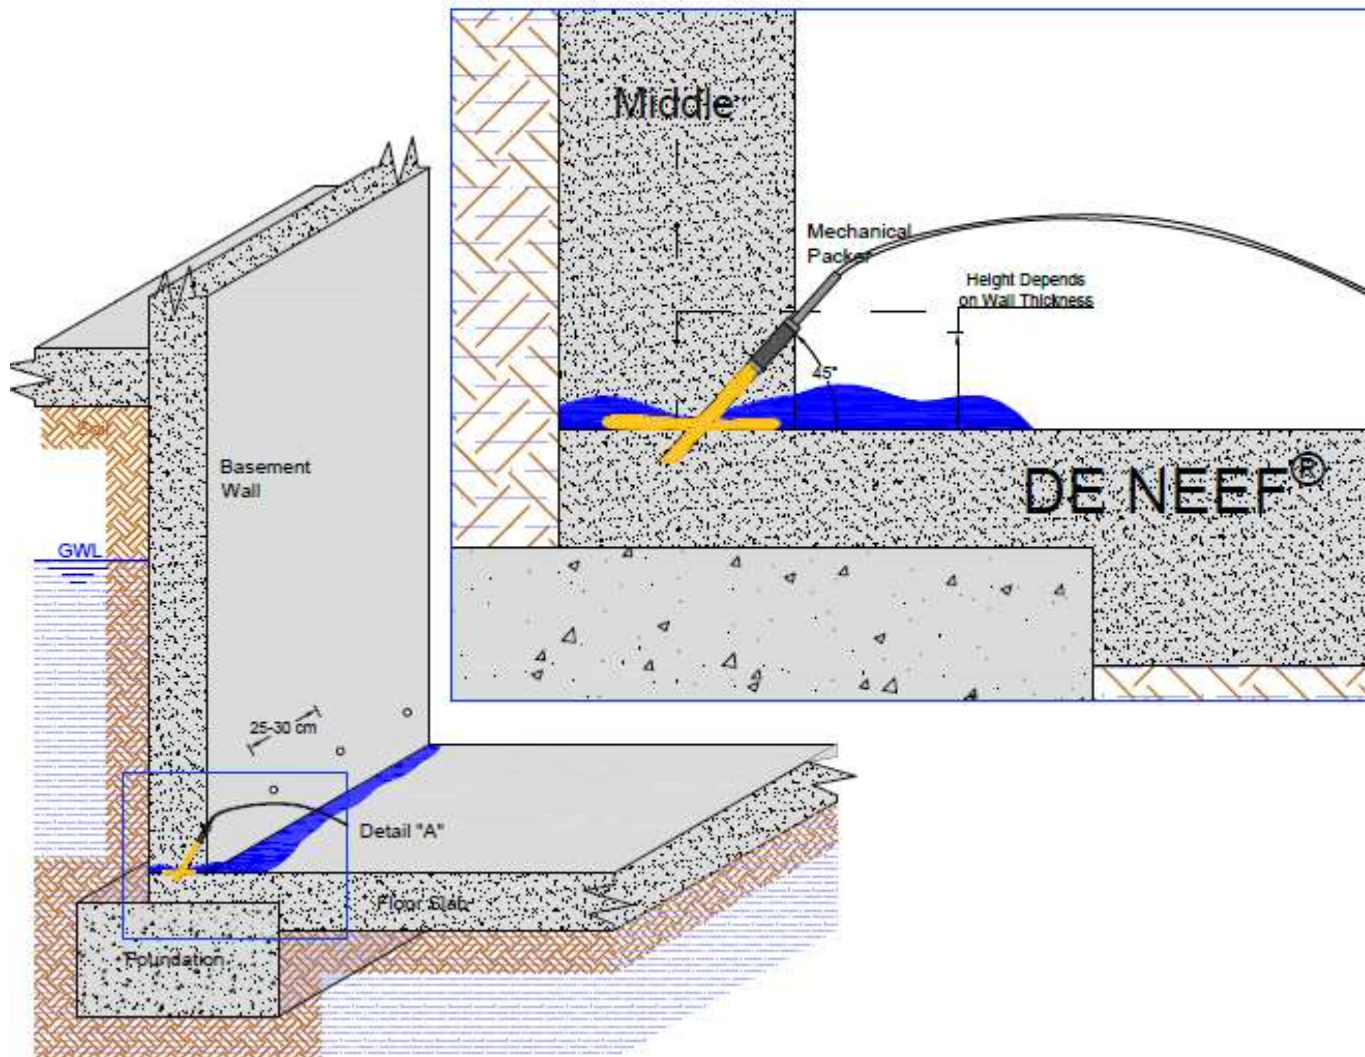 Middle
Mechanical
Packer
Height Depends
on Wall Thickness
45°
DE NEEF®
Soil
Basement
Wall
GWL
25-30 cm
Detail "A"
Floor Slab
Foundation